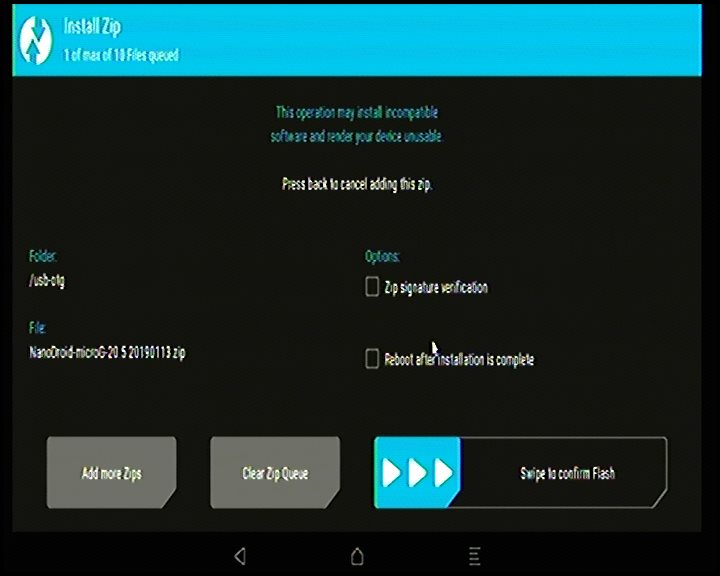 Install Zip
1 of max of 10 Files queued
This operation may install incompatible
software and render your device unusable.
Press back to cancel adding this zip.
Folder:
/usb-otg
Options:
Zip signature verification
File:
NanoDroid-microG-20.5.20190113.zip
Reboot after installation is complete
Add more Zips
Clear Zip Queue
Swipe to confirm Flash